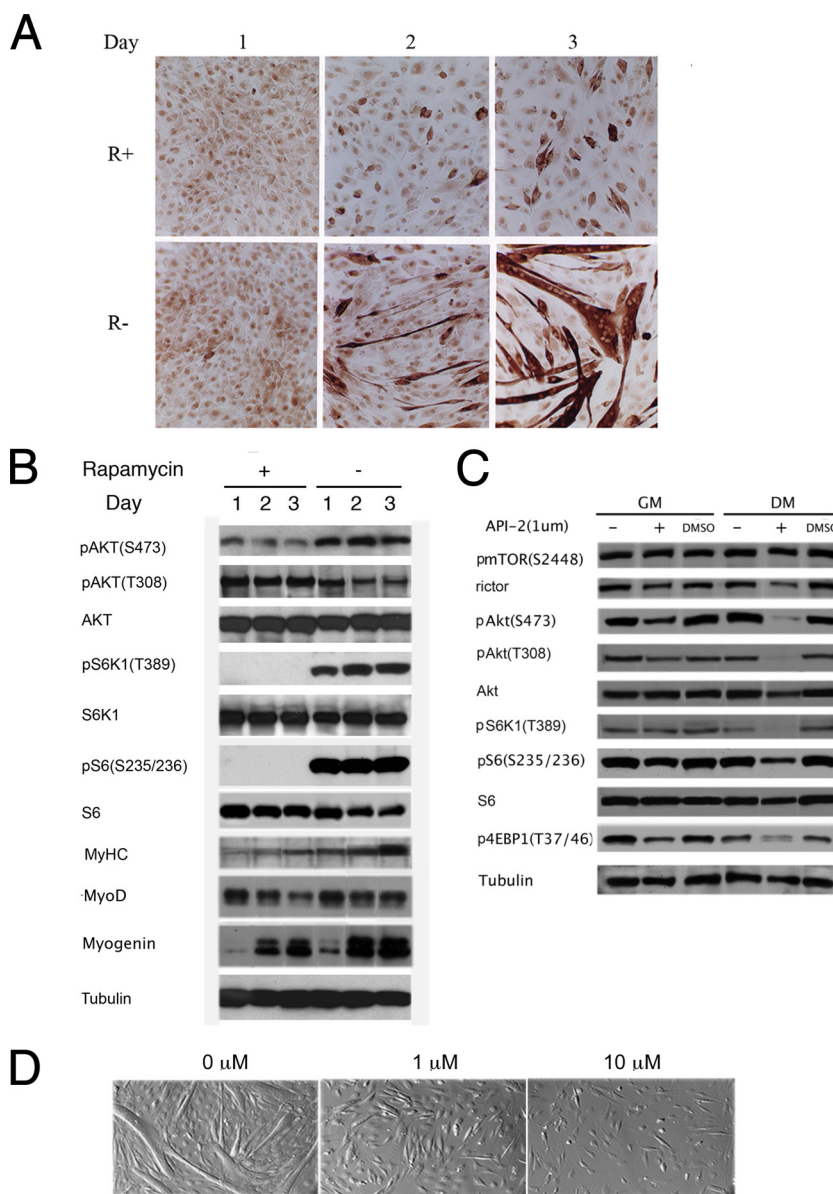 A
Day 1 2 3
R+
R-
B
Rapamycin + -
Day 1 2 3 1 2 3
pAKT(S473)
pAKT(T308)
AKT
pS6K1(T389)
S6K1
pS6(S235/236)
S6
MyHC
MyoD
Myogenin
Tubulin
C
GM DM
API-2(1um) - + DMSO - + DMSO
pmTOR(S2448)
rictor
pAkt(S473)
pAkt(T308)
Akt
pS6K1(T389)
pS6(S235/236)
S6
p4EBP1(T37/46)
Tubulin
D
0 µM 1 µM 10 µM